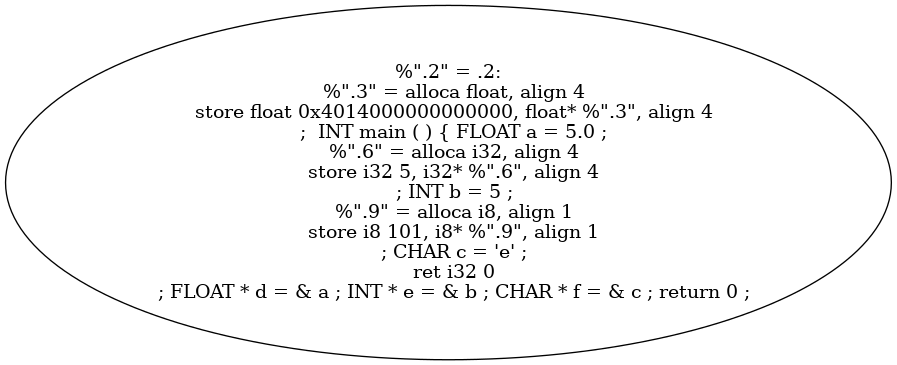 %".2" = .2:
%".3" = alloca float, align 4
store float 0x4014000000000000, float* %".3", align 4
;  INT main ( ) { FLOAT a = 5.0 ;
%".6" = alloca i32, align 4
store i32 5, i32* %".6", align 4
; INT b = 5 ;
%".9" = alloca i8, align 1
store i8 101, i8* %".9", align 1
; CHAR c = 'e' ;
ret i32 0
; FLOAT * d = & a ; INT * e = & b ; CHAR * f = & c ; return 0 ;